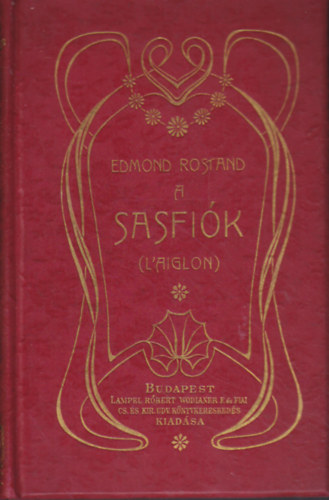 EDMOND ROSTAND
A
SASFIÓK
(L'AIGLON)
BUDAPEST
LAMPEL RÓBERT WODIANER F. és FIAI
CS. ÉS KIR. UDV. KÖNYVKERESKEDÉS
KIADÁSA